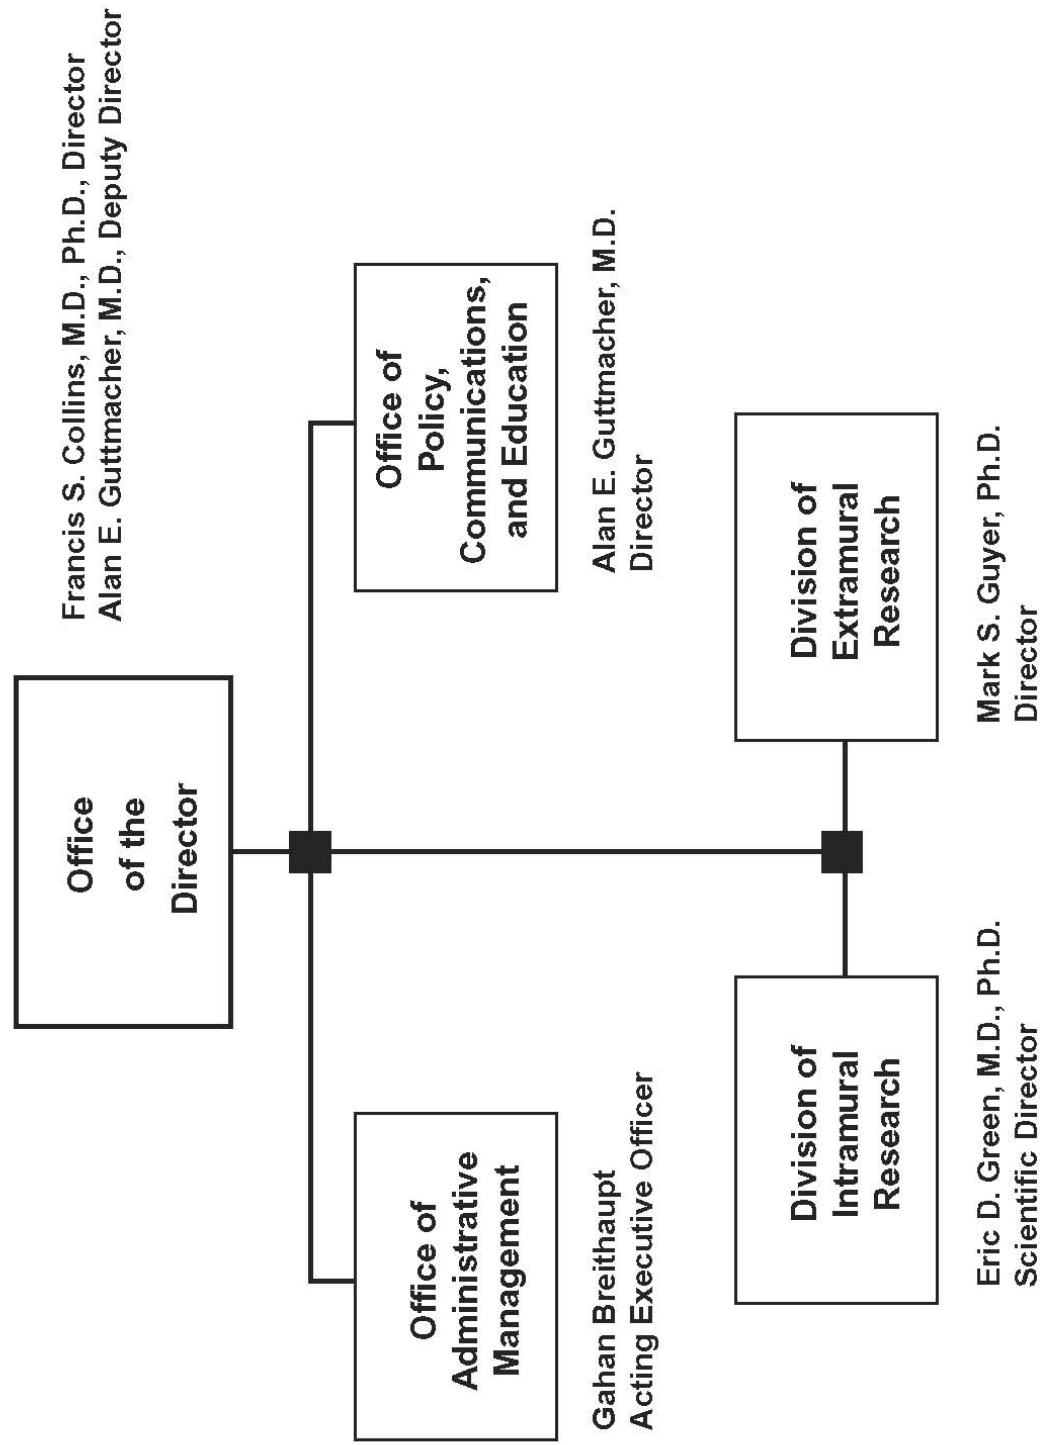 Office
of the
Director
Francis S. Collins, M.D., Ph.D., Director
Alan E. Guttmacher, M.D., Deputy Director
Office of
Administrative
Management
Gahan Breithaupt
Acting Executive Officer
Office of
Policy,
Communications,
and Education
Alan E. Guttmacher, M.D.
Director
Division of
Intramural
Research
Eric D. Green, M.D., Ph.D.
Scientific Director
Division of
Extramural
Research
Mark S. Guyer, Ph.D.
Director